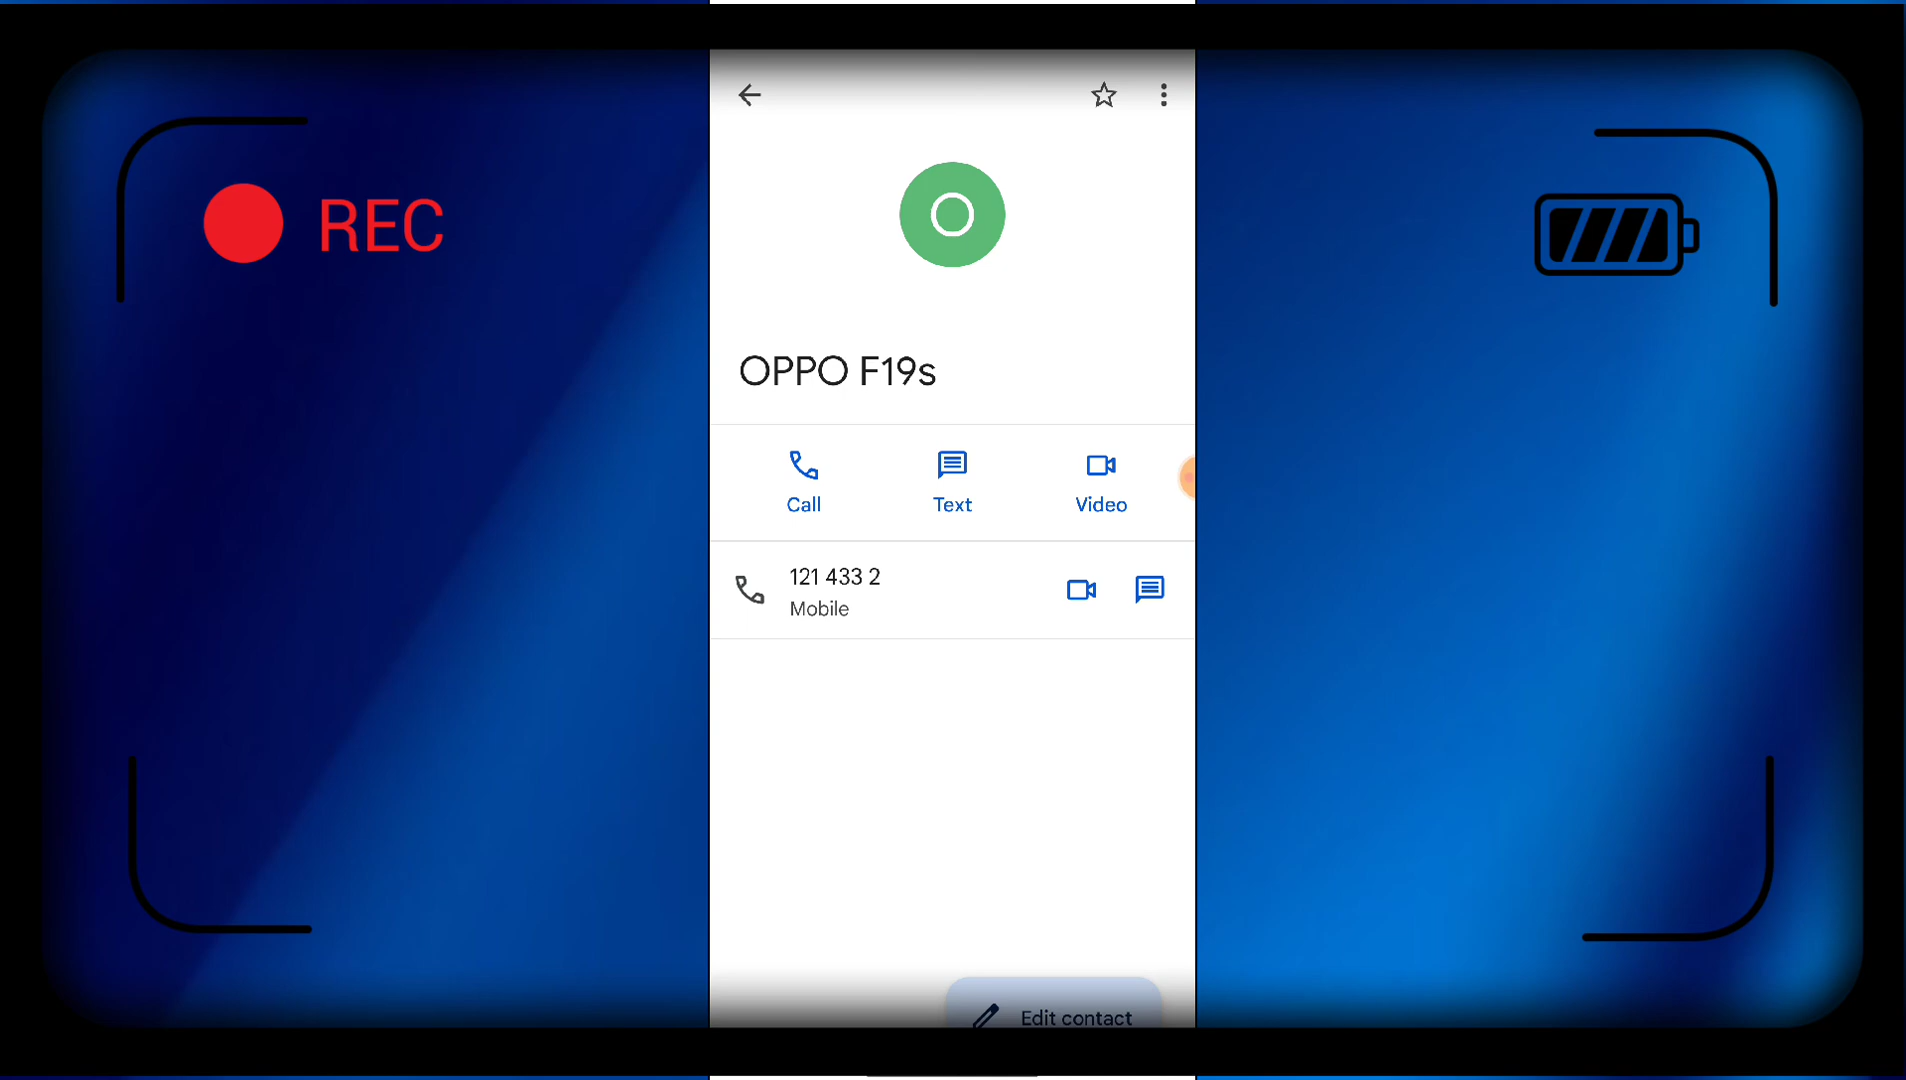 REC
O
OPPO F19s
Call Text Video
121 433 2
Mobile
Edit contact